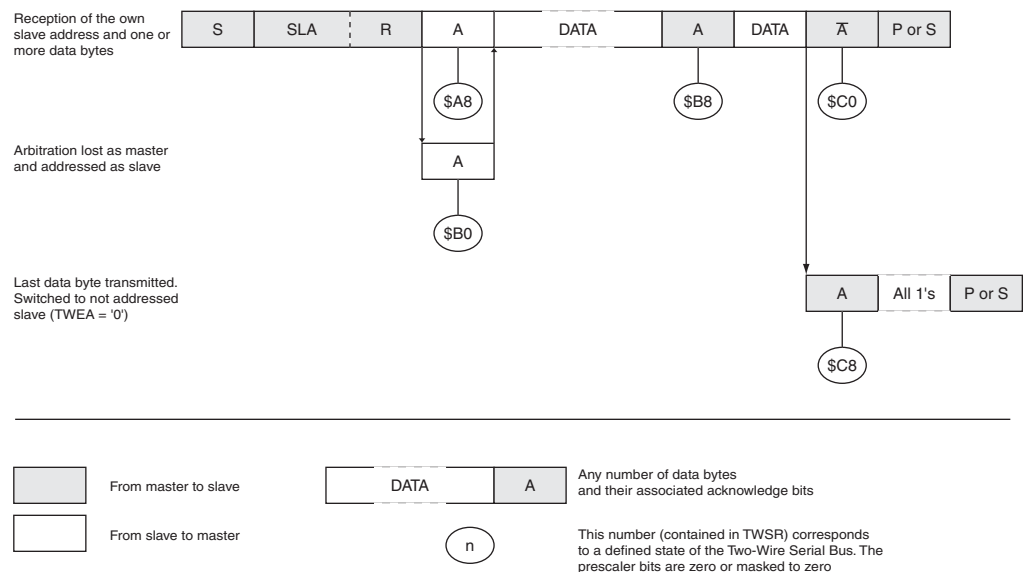 Reception of the own
slave address and one or
more data bytes
S SLA R A DATA A DATA A̅ P or S
$A8 $B8 $C0
Arbitration lost as master
and addressed as slave
A
$B0
Last data byte transmitted.
Switched to not addressed
slave (TWEA = '0')
A All 1's P or S
$C8
From master to slave
DATA A
Any number of data bytes
and their associated acknowledge bits
From slave to master
n
This number (contained in TWSR) corresponds
to a defined state of the Two-Wire Serial Bus. The
prescaler bits are zero or masked to zero